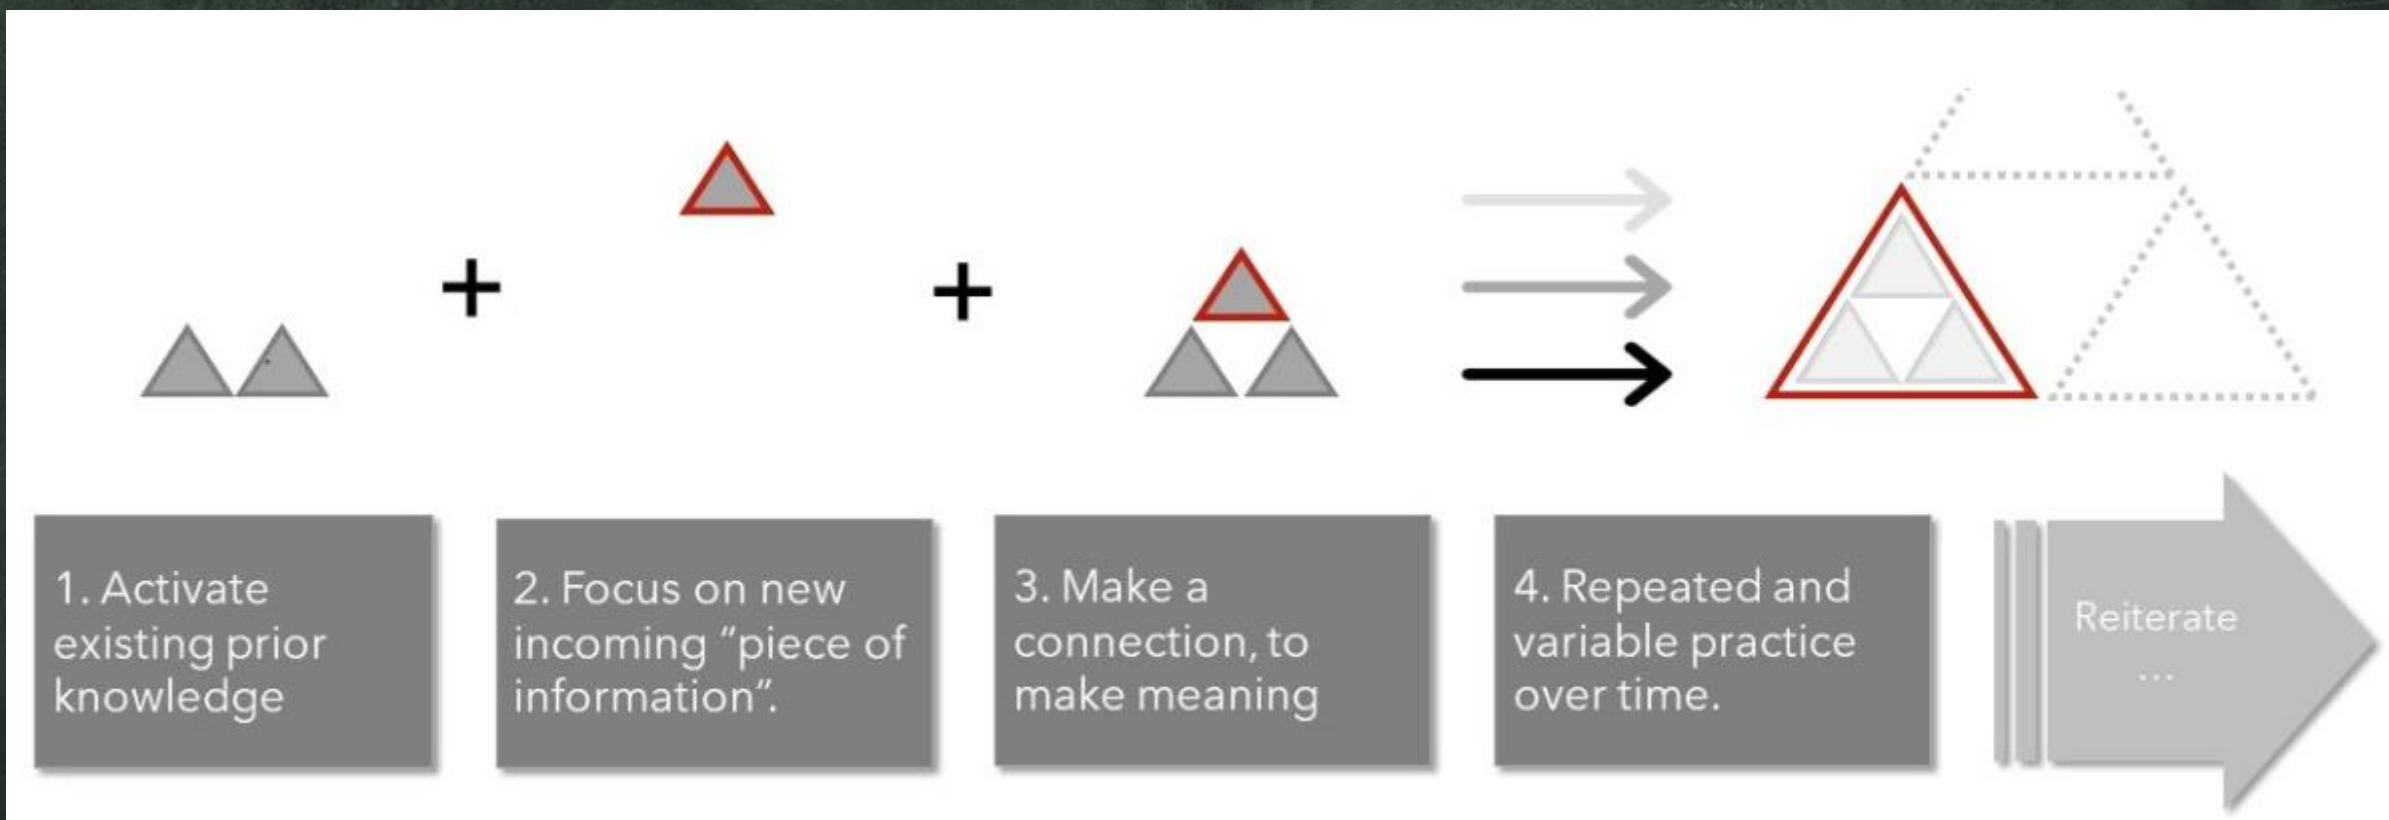 1. Activate
existing prior
knowledge
2. Focus on new
incoming “piece of
information”.
3. Make a
connection, to
make meaning
4. Repeated and
variable practice
over time.
Reiterate
...